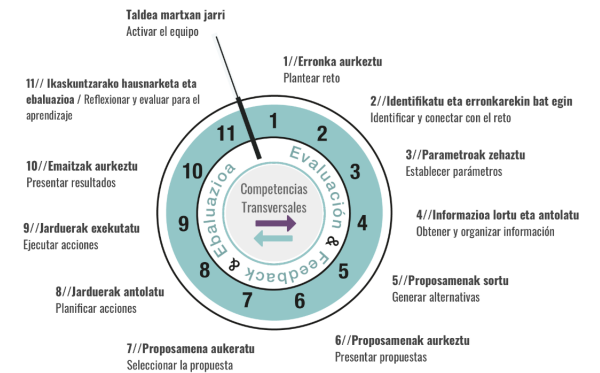 Taldea martxan jarri
Activar el equipo
1//Erronka aurkeztu
Plantear reto
2//Identifikatu eta erronkarekin bat egin
Identificar y conectar con el reto
3//Parametroak zehaztu
Establecer parámetros
4//Informazioa lortu eta antolatu
Obtener y organizar información
5//Proposamenak sortu
Generar alternativas
6//Proposamenak aurkeztu
Presentar propuestas
7//Proposamena aukeratu
Seleccionar la propuesta
8//Jarduerak antolatu
Planificar acciones
9//Jarduerak exekutatu
Ejecutar acciones
10//Emaitzak aurkeztu
Presentar resultados
11// Ikaskuntzarako hausnarketa eta
ebaluazioa / Reflexionar y evaluar para el
aprendizaje
1
2
3
4
5
6
7
8
9
10
11
Evaluación & Feedback & Ebaluazioa
Competencias
Transversales